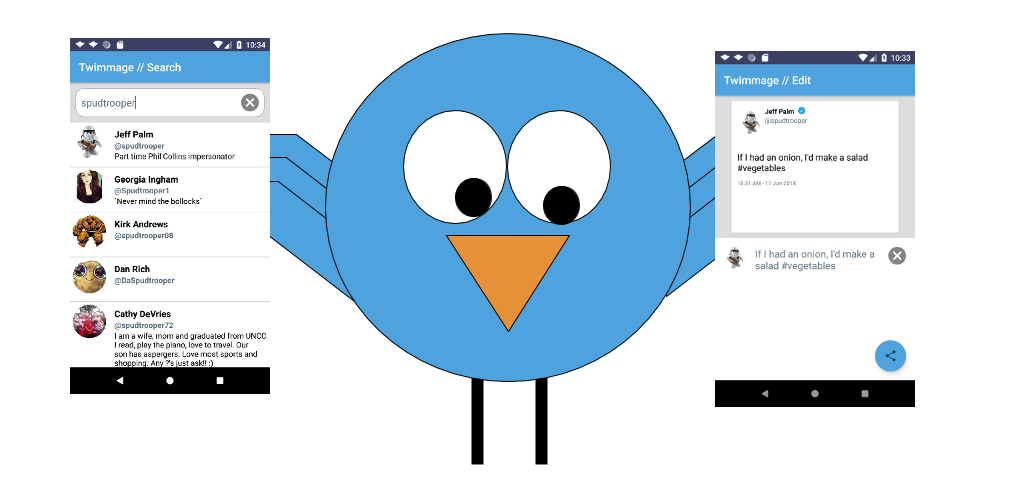 10:34
Twimmage // Search
spudtrooper
Jeff Palm
@spudtrooper
Part time Phil Collins impersonator
Georgia Ingham
@Spudtrooper1
`Never mind the bollocks`
Kirk Andrews
@spudtrooper08
Dan Rich
@DaSpudtrooper
Cathy DeVries
@spudtrooper72
I am a wife, mom and graduated from UNCC.
I read, play the piano, love to travel. Our
son has aspergers. Love most sports and
shopping. Any ?'s just ask!! :)
10:33
Twimmage // Edit
Jeff Palm
@spudtrooper
If I had an onion, I'd make a salad
#vegetables
10:31 AM - 17 Jun 2018
If I had an onion, I'd make a
salad #vegetables